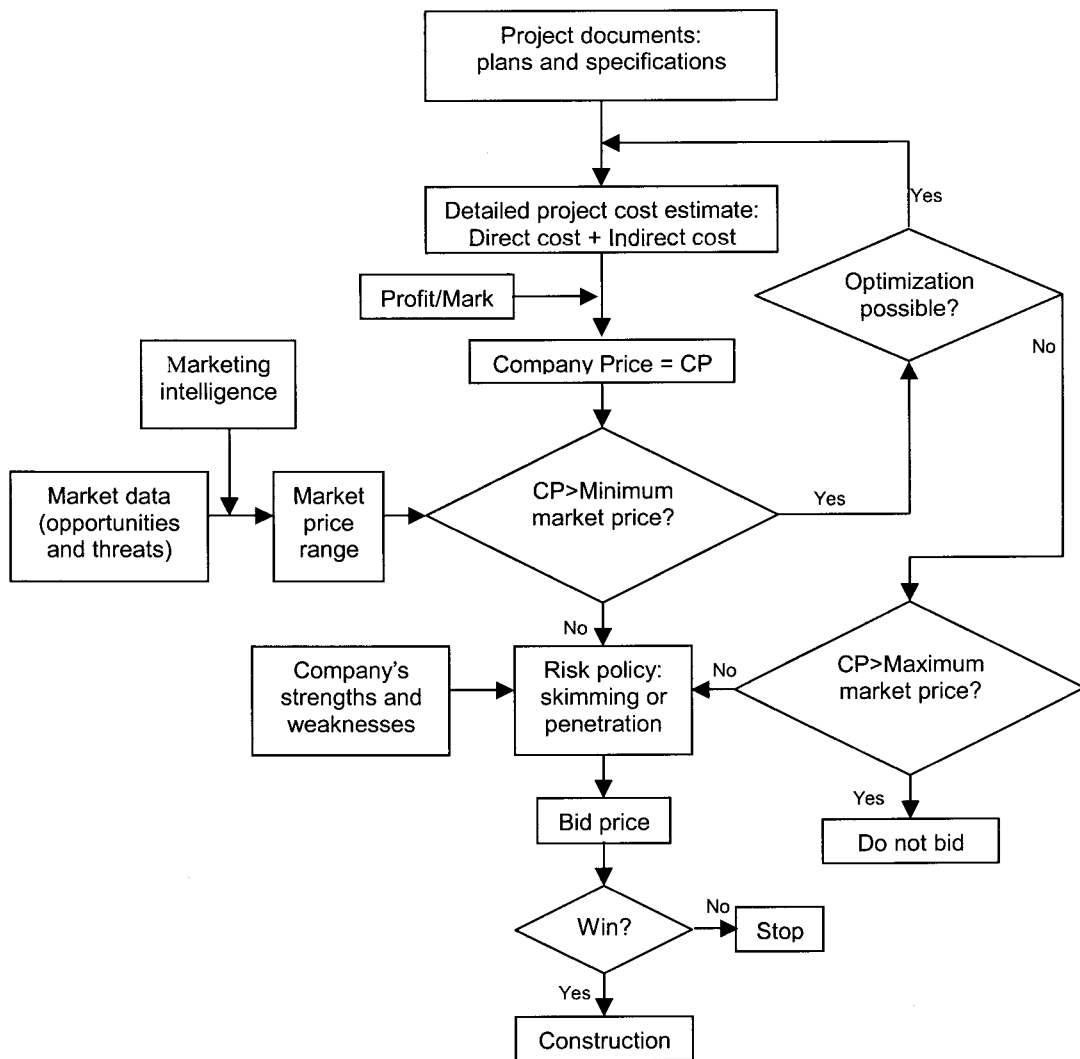 Project documents:
plans and specifications
Yes
Detailed project cost estimate:
Direct cost + Indirect cost
Optimization
possible?
Profit/Mark
No
Marketing
intelligence
Company Price = CP
CP>Minimum
market price?
Yes
Market data
(opportunities
and threats)
Market
price
range
No
Company's
strengths and
weaknesses
Risk policy:
skimming or
penetration
No
CP>Maximum
market price?
Yes
Bid price
Do not bid
Win?
No
Stop
Yes
Construction